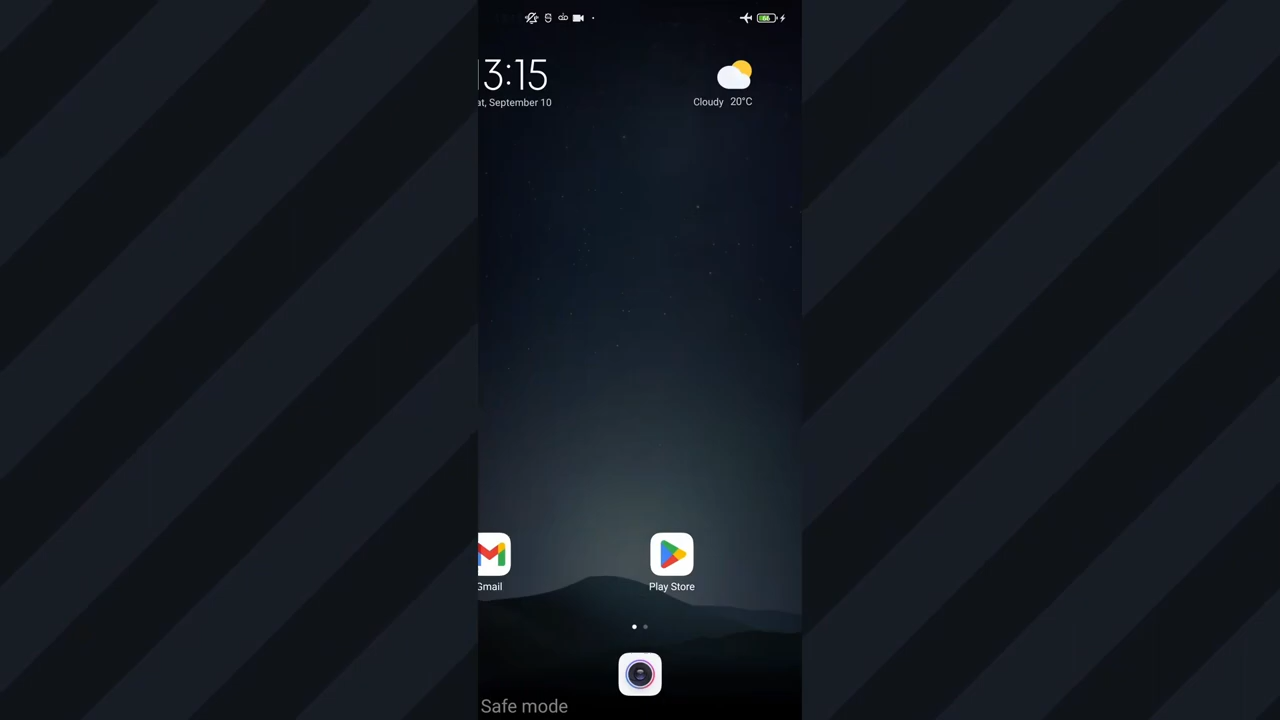 3:15
at, September 10
Cloudy 20°C
Gmail
Play Store
Safe mode